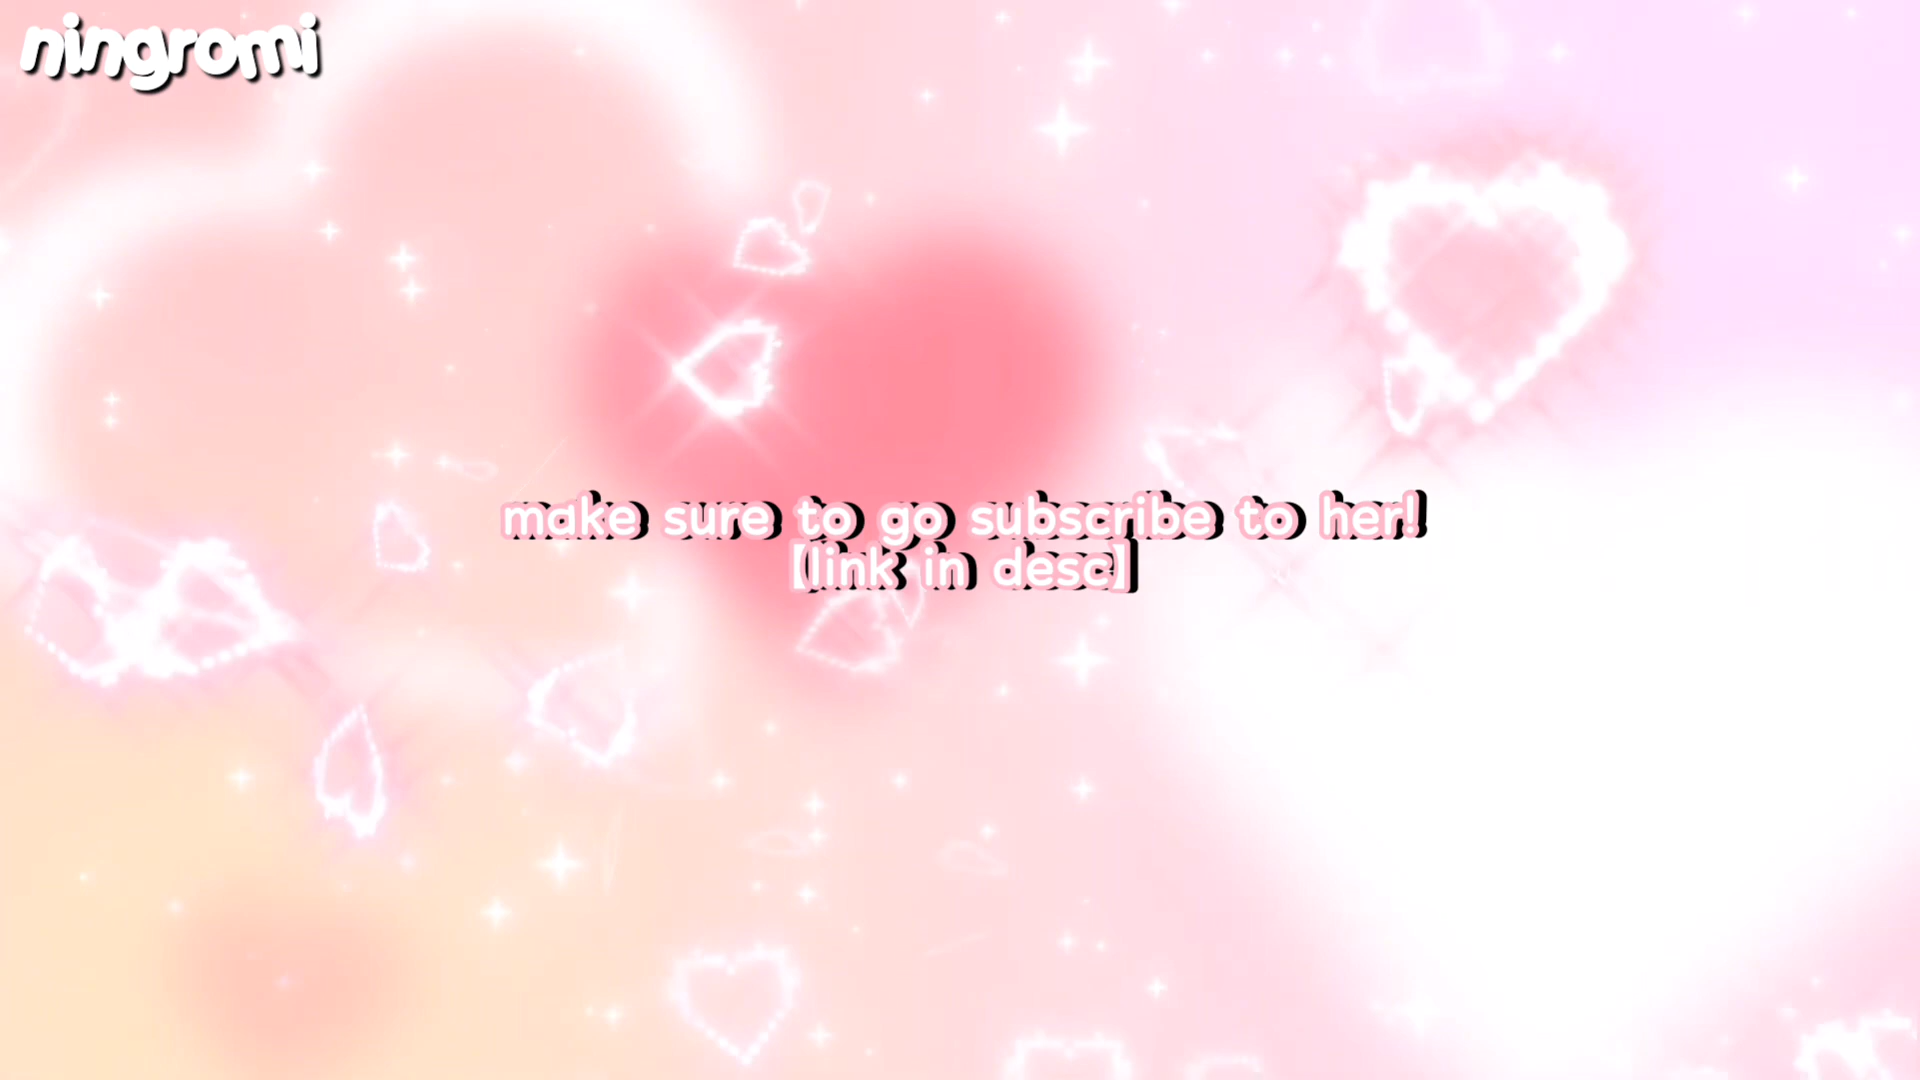 ningromi
make sure to go subscribe to her!
【link in desc】